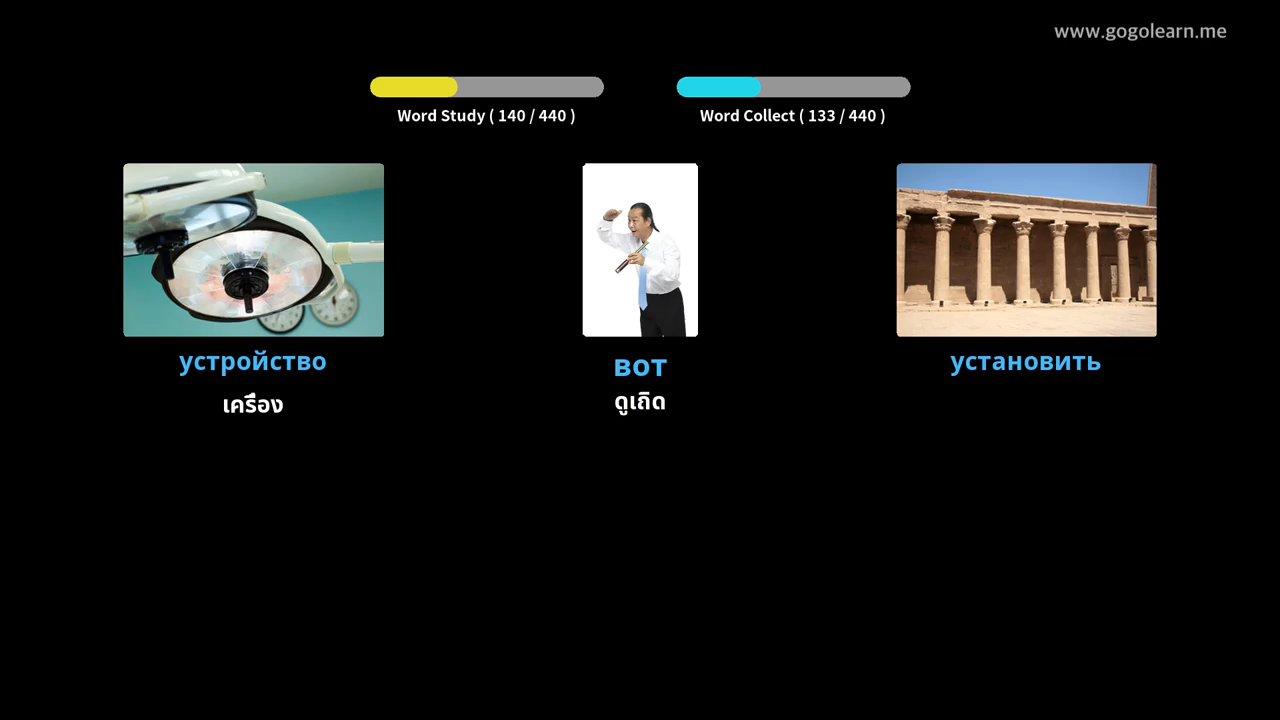 www.gogolearn.me
Word Study ( 140 / 440 )
Word Collect ( 133 / 440 )
устройство
вот
установить
เครื่อง
ดูเถิด